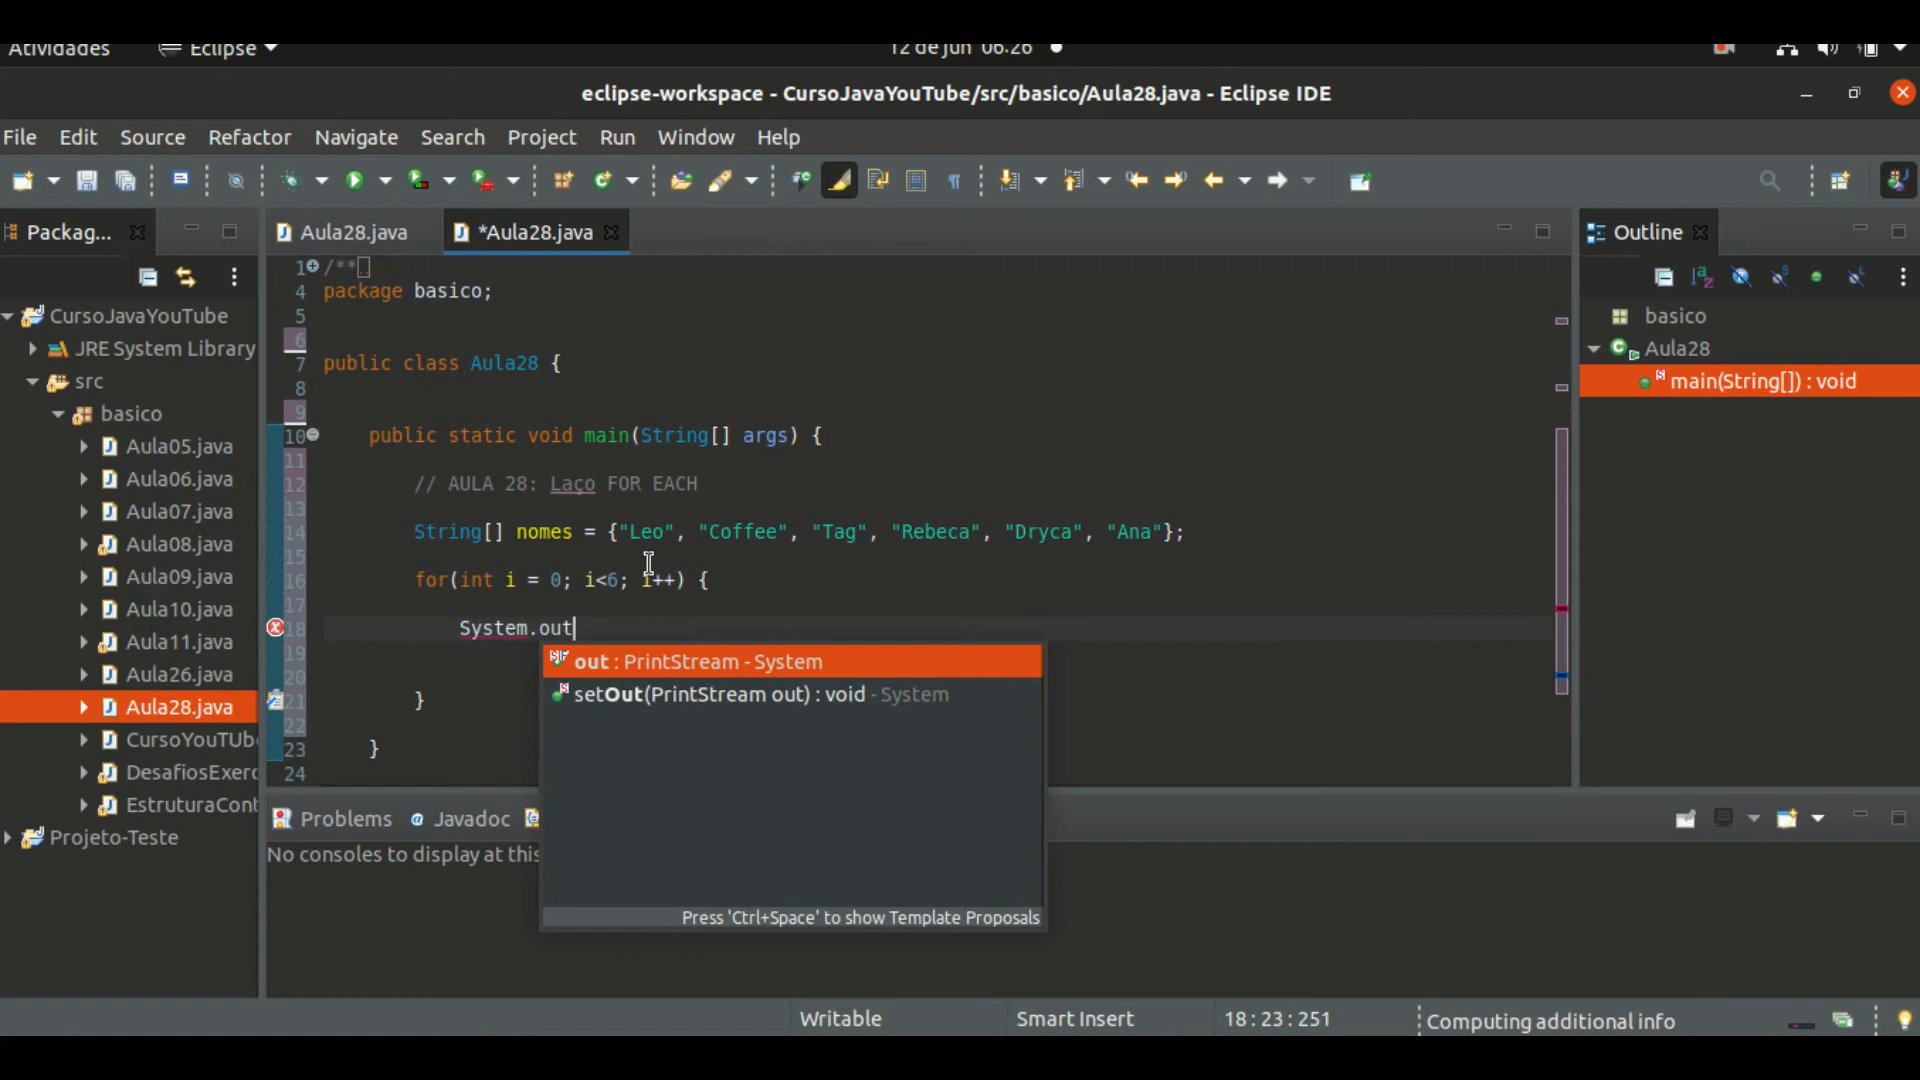 Atividades
Eclipse
12 de jun 06:26
eclipse-workspace - CursoJavaYouTube/src/basico/Aula28.java - Eclipse IDE
File Edit Source Refactor Navigate Search Project Run Window Help
Packag...
CursoJavaYouTube
JRE System Library
src
basico
Aula05.java
Aula06.java
Aula07.java
Aula08.java
Aula09.java
Aula10.java
Aula11.java
Aula26.java
Aula28.java
CursoYouTUbe
DesafiosExerc
EstruturaCont
Projeto-Teste
Aula28.java
*Aula28.java
1 /**
4 package basico;
5
6
7 public class Aula28 {
8
9
10 public static void main(String[] args) {
11
12 // AULA 28: Laço FOR EACH
13
14 String[] nomes = {"Leo", "Coffee", "Tag", "Rebeca", "Dryca", "Ana"};
15
16 for(int i = 0; i<6; i++) {
17
18 System.out
19
20
21 }
22
23 }
24
out : PrintStream - System
setOut(PrintStream out) : void - System
Press 'Ctrl+Space' to show Template Proposals
Problems
Javadoc
No consoles to display at this
Outline
basico
Aula28
main(String[]) : void
Writable
Smart Insert
18 : 23 : 251
Computing additional info